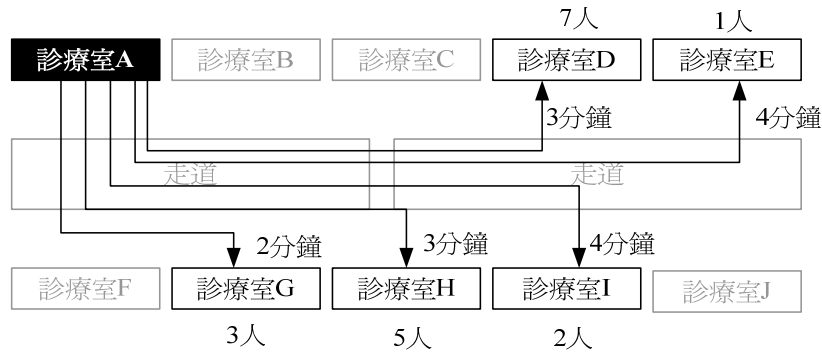 7人 1人
診療室A 診療室B 診療室C 診療室D 診療室E
3分鐘 4分鐘
走道 走道
2分鐘 3分鐘 4分鐘
診療室F 診療室G 診療室H 診療室I 診療室J
3人 5人 2人